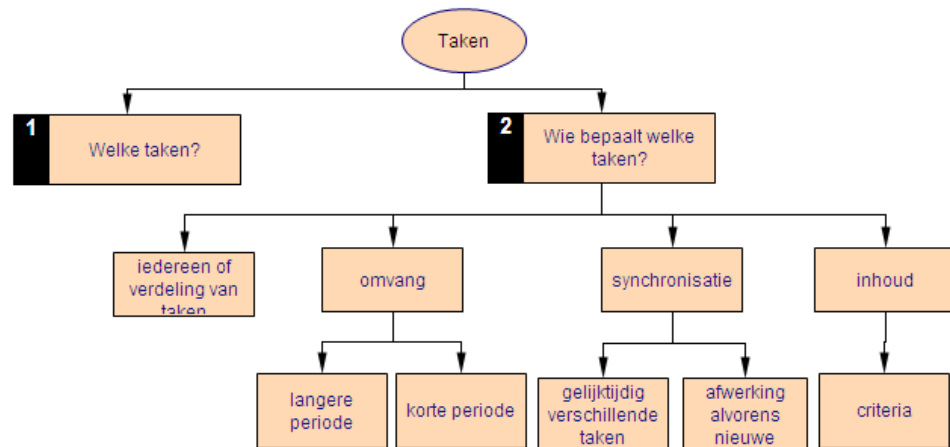 Taken
1
Welke taken?
2
Wie bepaalt welke
taken?
iedereen of
verdeling van
taken
omvang
synchronisatie
inhoud
langere
periode
korte periode
gelijktijdig
verschillende
taken
afwerking
alvorens
nieuwe
criteria